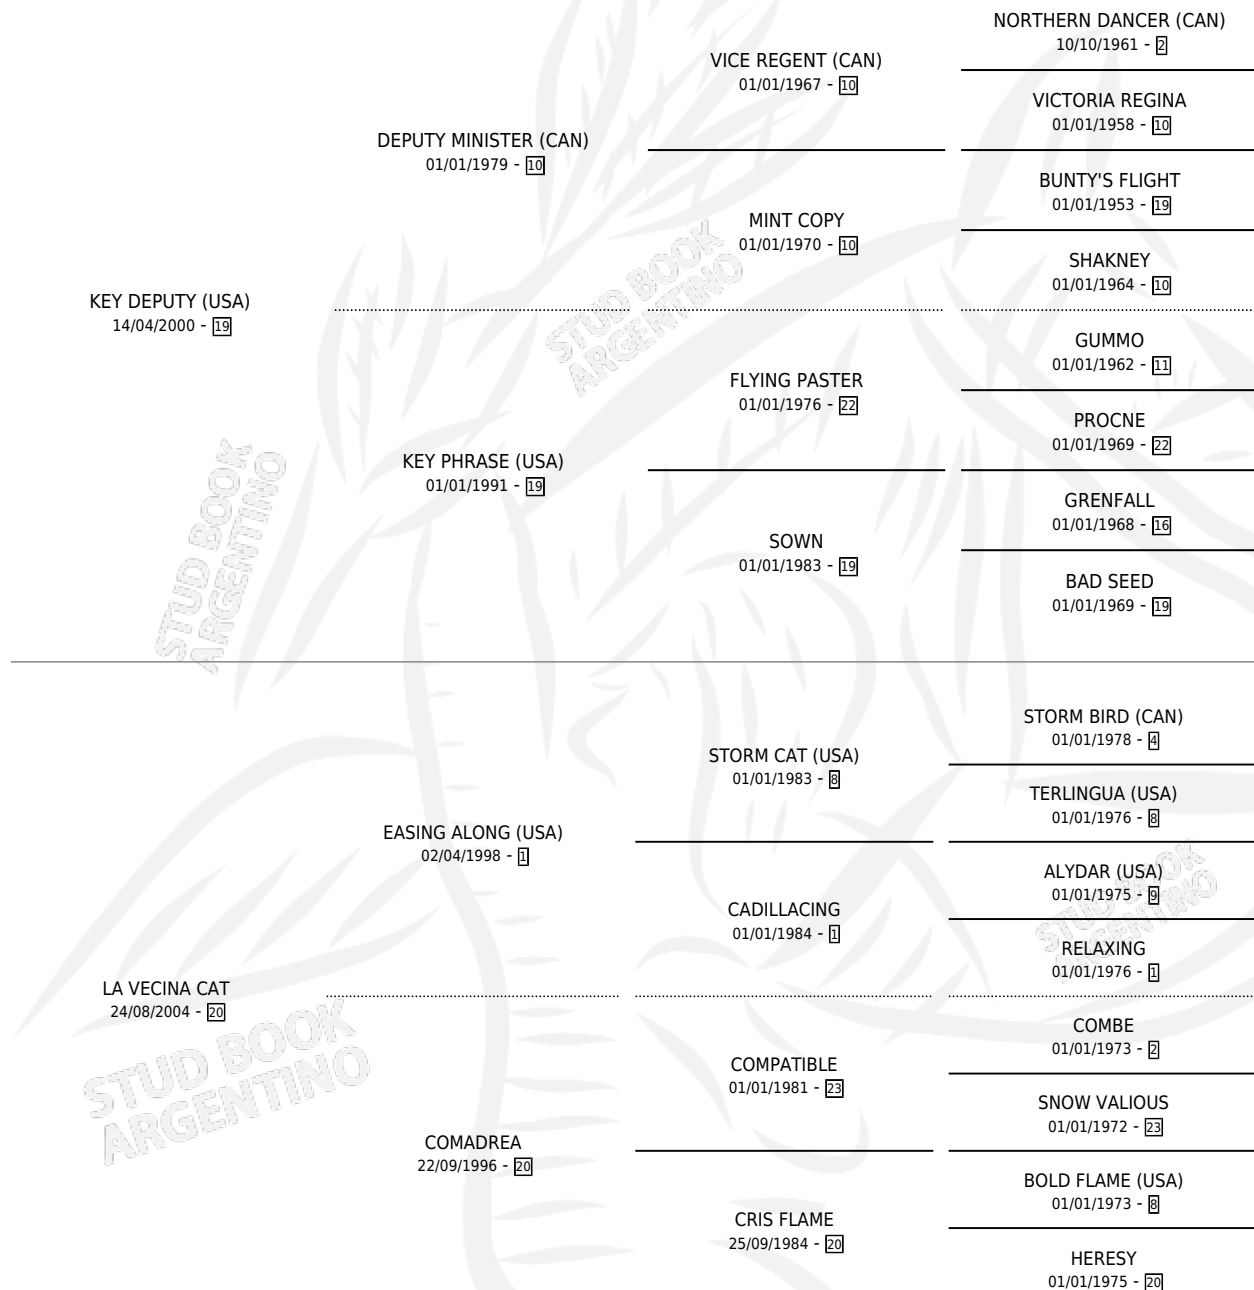 NORTHERN DANCER (CAN)
10/10/1961 - 2
VICE REGENT (CAN)
01/01/1967 - 10
VICTORIA REGINA
01/01/1958 - 10
DEPUTY MINISTER (CAN)
01/01/1979 - 10
BUNTY'S FLIGHT
01/01/1953 - 19
MINT COPY
01/01/1970 - 10
SHAKNEY
01/01/1964 - 10
KEY DEPUTY (USA)
14/04/2000 - 19
GUMMO
01/01/1962 - 11
FLYING PASTER
01/01/1976 - 22
PROCNE
01/01/1969 - 22
KEY PHRASE (USA)
01/01/1991 - 19
GRENFALL
01/01/1968 - 16
SOWN
01/01/1983 - 19
BAD SEED
01/01/1969 - 19
STORM BIRD (CAN)
01/01/1978 - 4
STORM CAT (USA)
01/01/1983 - 8
TERLINGUA (USA)
01/01/1976 - 8
EASING ALONG (USA)
02/04/1998 - 1
ALYDAR (USA)
01/01/1975 - 9
CADILLACING
01/01/1984 - 1
RELAXING
01/01/1976 - 1
LA VECINA CAT
24/08/2004 - 20
COMBE
01/01/1973 - 2
COMPATIBLE
01/01/1981 - 23
SNOW VALIOUS
01/01/1972 - 23
COMADREA
22/09/1996 - 20
BOLD FLAME (USA)
01/01/1973 - 8
CRIS FLAME
25/09/1984 - 20
HERESY
01/01/1975 - 20
STUD BOOK
ARGENTINO
STUD BOOK
ARGENTINO
STUD BOOK
ARGENTINO
STUD BOOK
ARGENTINO